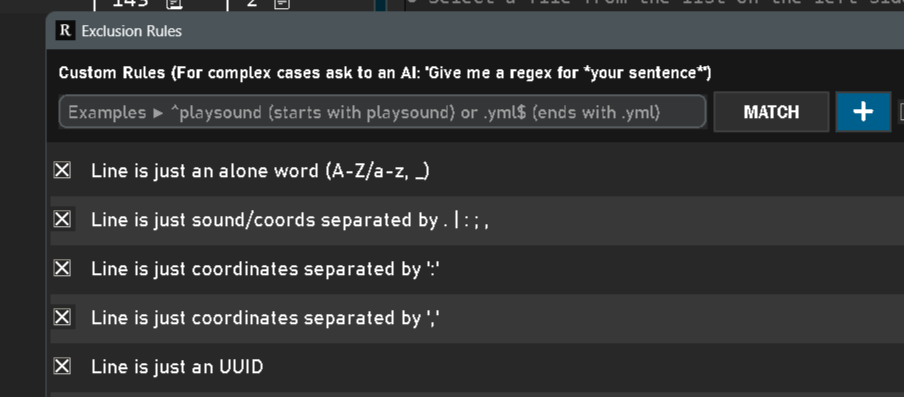 143 | 2
Select a file from the list on the left side
R Exclusion Rules
Custom Rules (For complex cases ask to an AI: "Give me a regex for *your sentence*")
Examples ► ^playsound (starts with playsound) or .yml$ (ends with .yml)
MATCH
+
Line is just an alone word (A-Z/a-z, _)
Line is just sound/coords separated by . | : ; ,
Line is just coordinates separated by ':'
Line is just coordinates separated by ','
Line is just an UUID